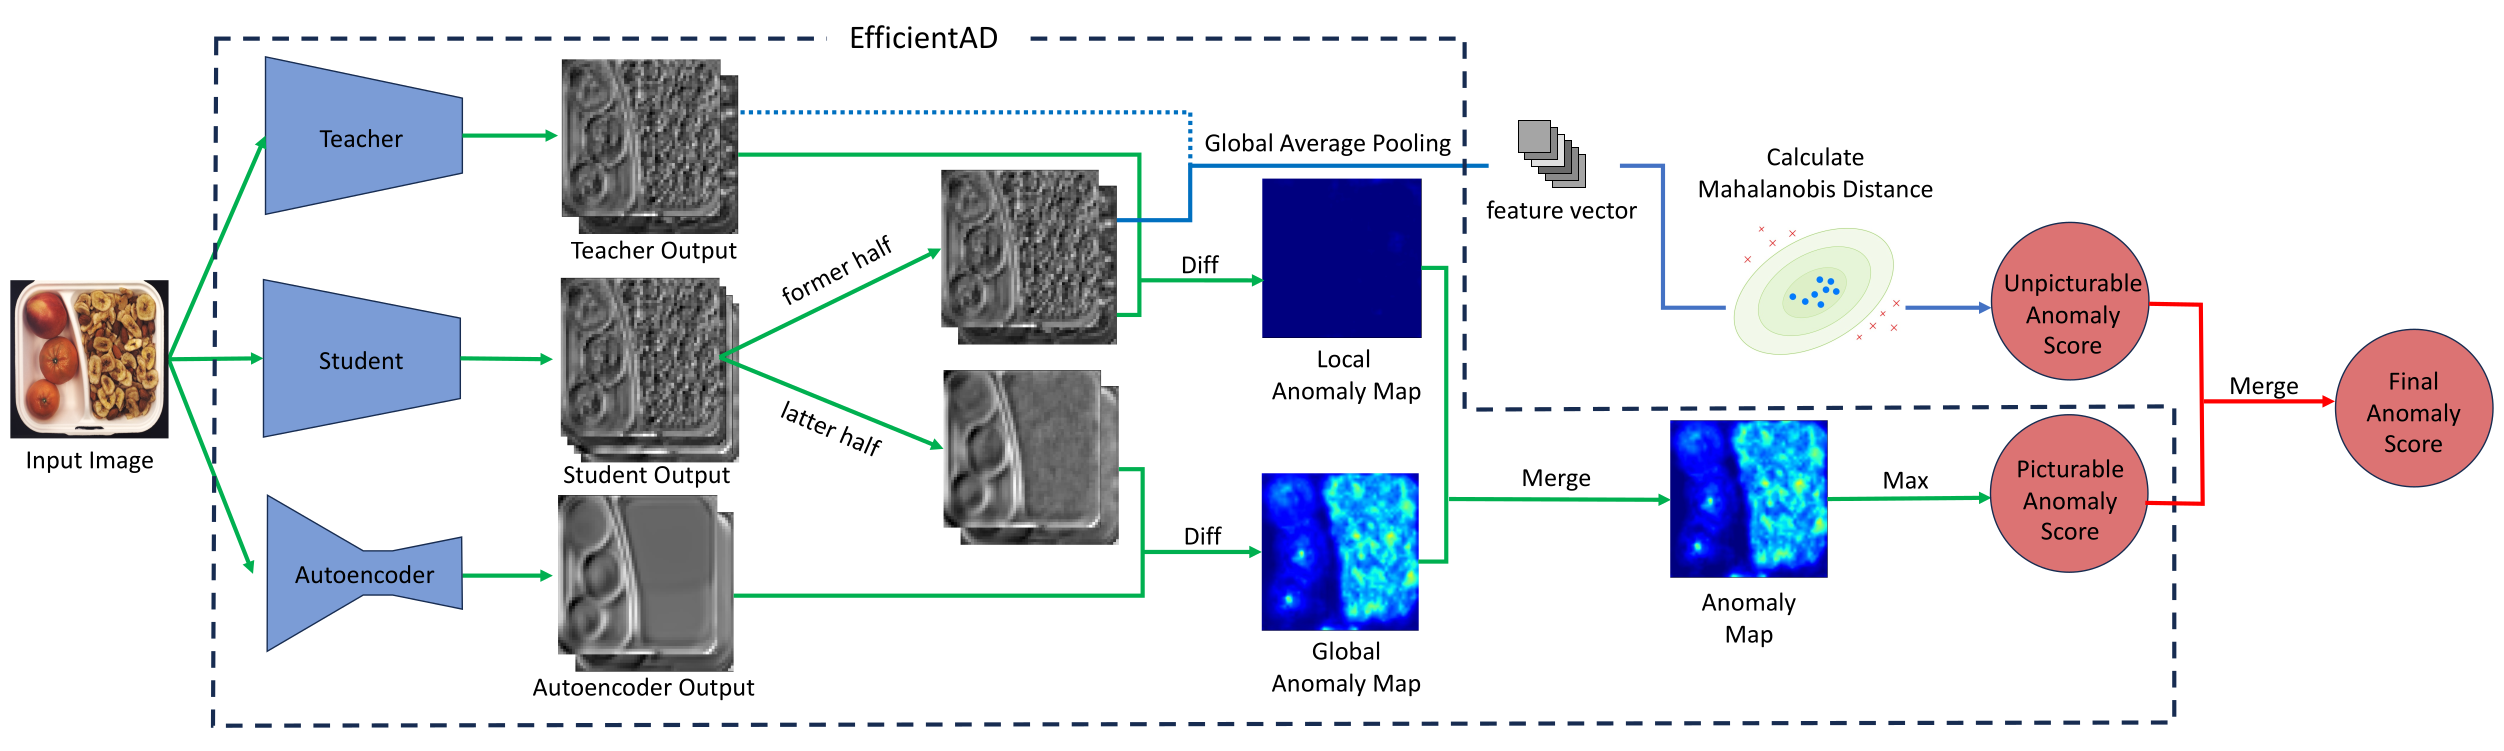 EfficientAD
Teacher
Teacher Output
Global Average Pooling
feature vector
Calculate
Mahalanobis Distance
Input Image
Student
Student Output
former half
latter half
Diff
Local
Anomaly Map
Unpicturable
Anomaly
Score
Autoencoder
Autoencoder Output
Diff
Global
Anomaly Map
Merge
Anomaly
Map
Max
Picturable
Anomaly
Score
Merge
Final
Anomaly
Score